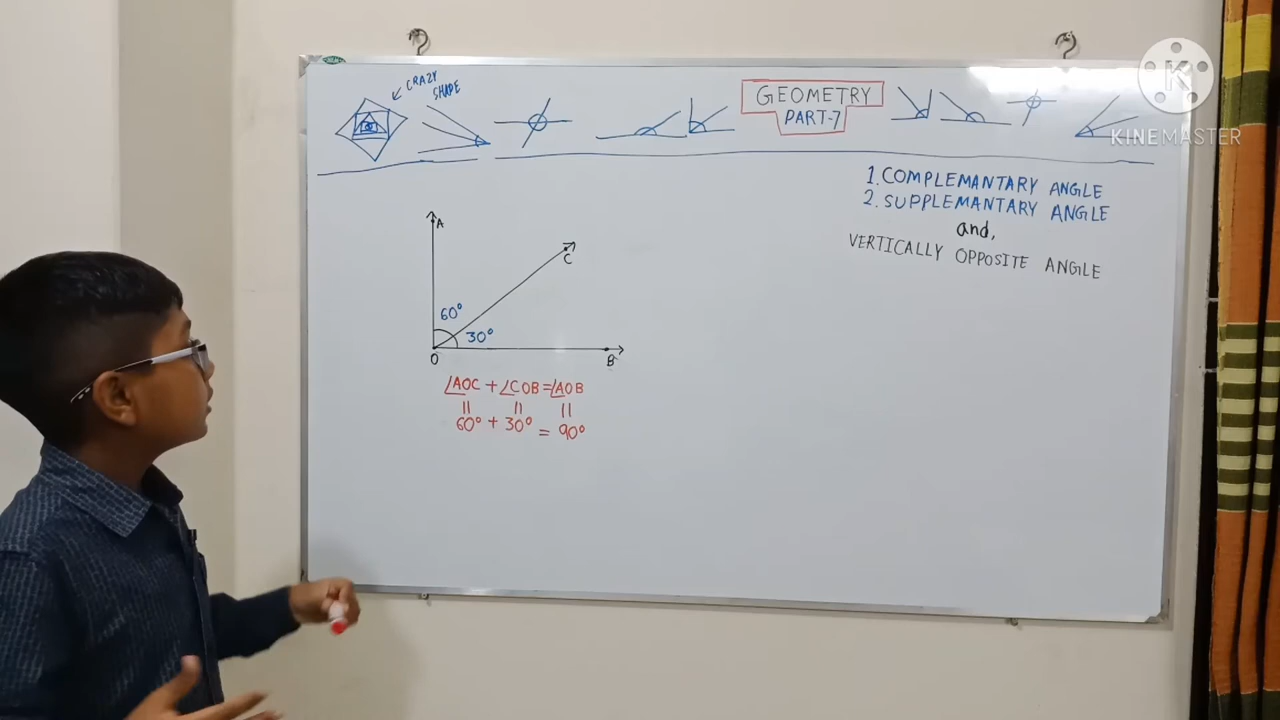 CRAZY
SHAPE
GEOMETRY
PART-7
K
KINEMASTER
1. COMPLEMANTARY ANGLE
2. SUPPLEMANTARY ANGLE
and,
VERTICALLY OPPOSITE ANGLE
A
C
60°
30°
O
B
∠AOC + ∠COB = ∠AOB
60° + 30° = 90°